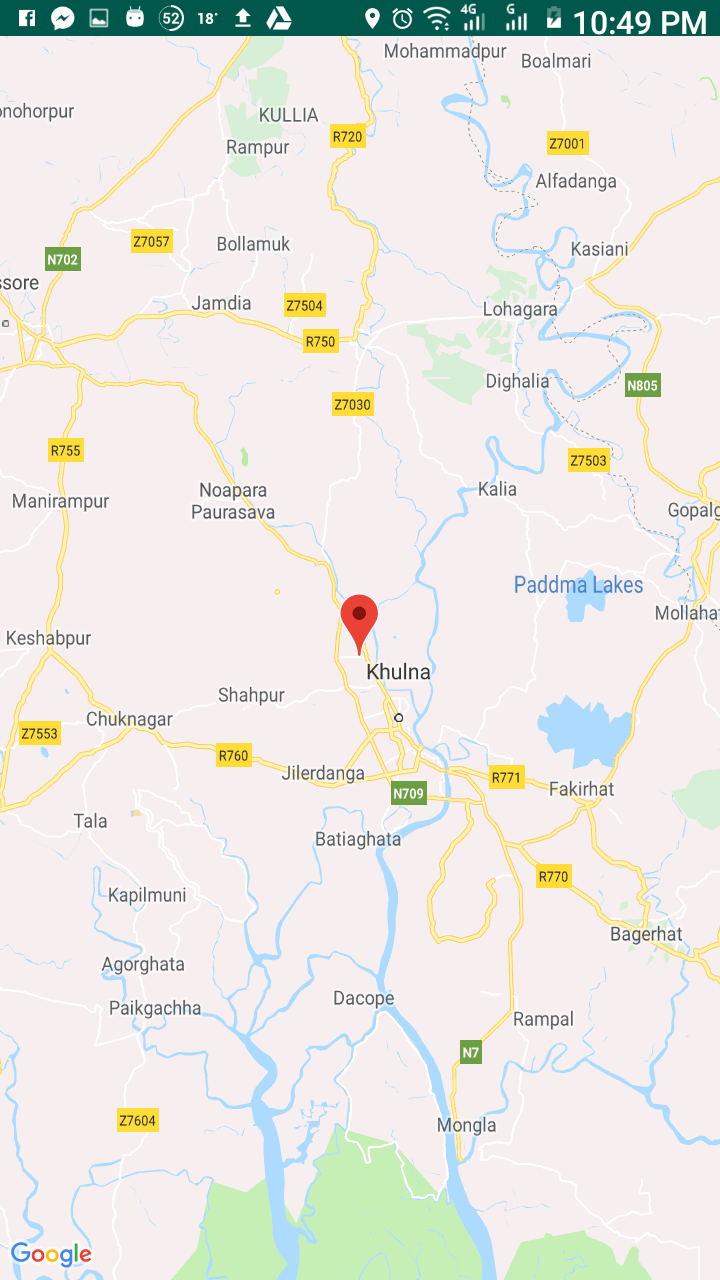 52 18° 4G G 10:49 PM
Mohammadpur
Boalmari
onohorpur
KULLIA
R720
Z7001
Rampur
Alfadanga
Z7057
Bollamuk
Kasiani
N702
ssore
Jamdia
Z7504
Lohagara
R750
Dighalia
N805
Z7030
R755
Z7503
Noapara
Paurasava
Kalia
Manirampur
Gopalg
Paddma Lakes
Mollaha
Keshabpur
Khulna
Shahpur
Chuknagar
Z7553
R760
Jilerdanga
R771
N709
Fakirhat
Tala
Batiaghata
R770
Kapilmuni
Bagerhat
Agorghata
Dacope
Paikgachha
Rampal
N7
Z7604
Mongla
Google